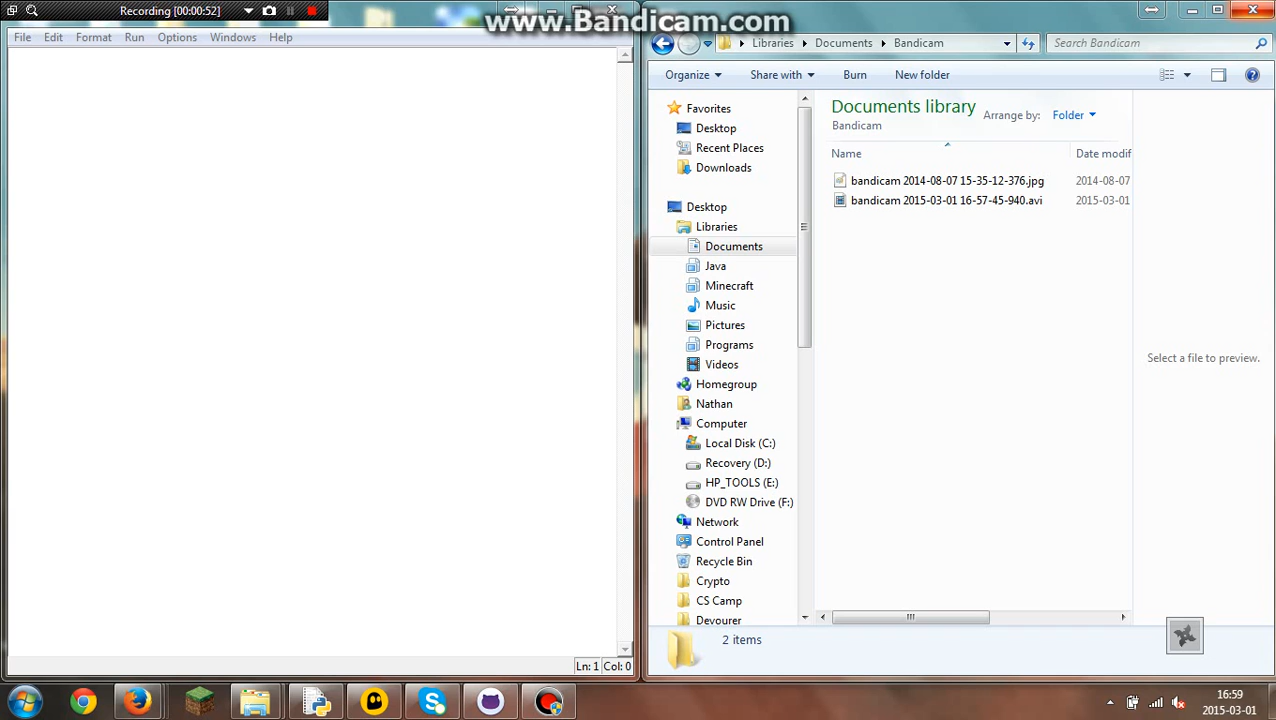 Recording [00:00:52]
www.Bandicam.com
File Edit Format Run Options Windows Help
Libraries Documents Bandicam
Search Bandicam
Organize Share with Burn New folder
Favorites
Desktop
Recent Places
Downloads
Desktop
Libraries
Documents
Java
Minecraft
Music
Pictures
Programs
Videos
Homegroup
Nathan
Computer
Local Disk (C:)
Recovery (D:)
HP_TOOLS (E:)
DVD RW Drive (F:)
Network
Control Panel
Recycle Bin
Crypto
CS Camp
Devourer
Documents library
Bandicam
Arrange by: Folder
Name Date modif
bandicam 2014-08-07 15-35-12-376.jpg 2014-08-07
bandicam 2015-03-01 16-57-45-940.avi 2015-03-01
Select a file to preview.
2 items
Ln: 1 Col: 0
16:59
2015-03-01